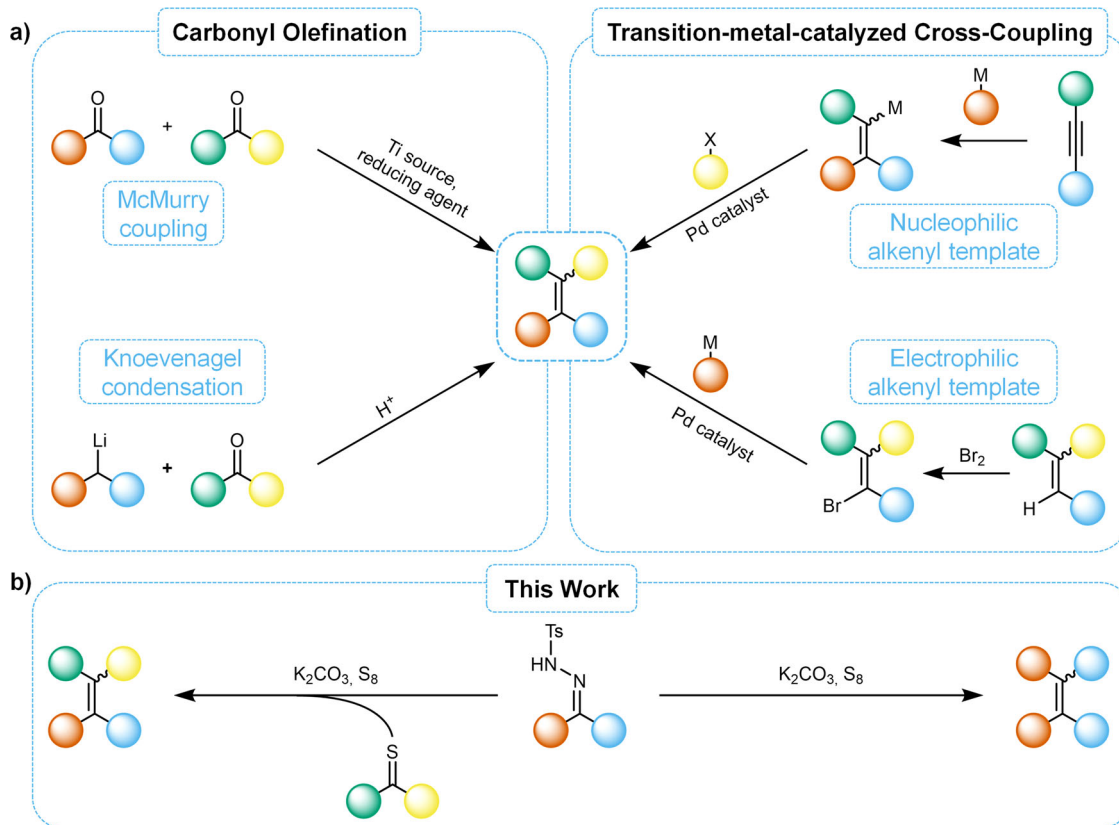 a)
Carbonyl Olefination
O
+
O
McMurry
coupling
Ti source,
reducing agent
Knoevenagel
condensation
Li
+
O
H⁺
Transition-metal-catalyzed Cross-Coupling
M
X
Pd catalyst
M
Nucleophilic
alkenyl template
M
Pd catalyst
Electrophilic
alkenyl template
Br
Br₂
H
b)
This Work
K₂CO₃, S₈
S
Ts
HN
N
K₂CO₃, S₈